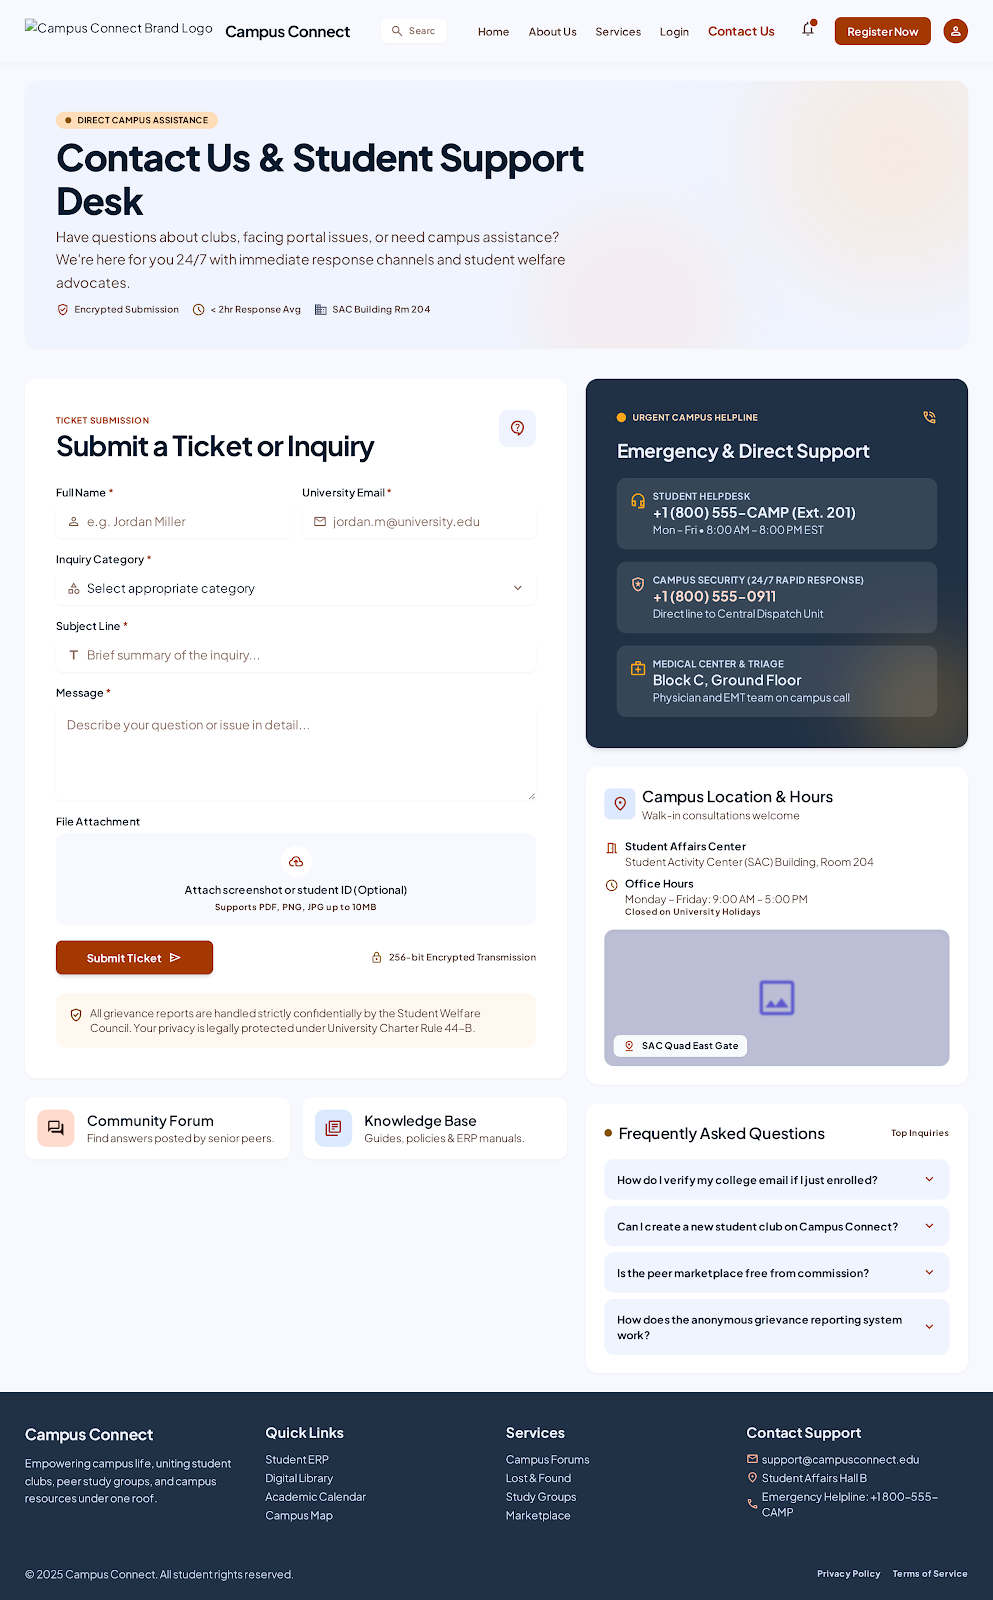 Campus Connect Brand Logo
Campus Connect
Searc
Home
About Us
Services
Login
Contact Us
Register Now
DIRECT CAMPUS ASSISTANCE
Contact Us & Student Support
Desk
Have questions about clubs, facing portal issues, or need campus assistance?
We're here for you 24/7 with immediate response channels and student welfare
advocates.
Encrypted Submission
< 2hr Response Avg
SAC Building Rm 204
TICKET SUBMISSION
Submit a Ticket or Inquiry
Full Name *
University Email *
e.g. Jordan Miller
jordan.m@university.edu
Inquiry Category *
Select appropriate category
Subject Line *
Brief summary of the inquiry...
Message *
Describe your question or issue in detail...
File Attachment
Attach screenshot or student ID (Optional)
Supports PDF, PNG, JPG up to 10MB
Submit Ticket
256-bit Encrypted Transmission
All grievance reports are handled strictly confidentially by the Student Welfare
Council. Your privacy is legally protected under University Charter Rule 44-B.
Community Forum
Find answers posted by senior peers.
Knowledge Base
Guides, policies & ERP manuals.
URGENT CAMPUS HELPLINE
Emergency & Direct Support
STUDENT HELPDESK
+1 (800) 555-CAMP (Ext. 201)
Mon – Fri • 8:00 AM – 8:00 PM EST
CAMPUS SECURITY (24/7 RAPID RESPONSE)
+1 (800) 555-0911
Direct line to Central Dispatch Unit
MEDICAL CENTER & TRIAGE
Block C, Ground Floor
Physician and EMT team on campus call
Campus Location & Hours
Walk-in consultations welcome
Student Affairs Center
Student Activity Center (SAC) Building, Room 204
Office Hours
Monday – Friday: 9:00 AM – 5:00 PM
Closed on University Holidays
SAC Quad East Gate
Frequently Asked Questions
Top Inquiries
How do I verify my college email if I just enrolled?
Can I create a new student club on Campus Connect?
Is the peer marketplace free from commission?
How does the anonymous grievance reporting system
work?
Campus Connect
Empowering campus life, uniting student
clubs, peer study groups, and campus
resources under one roof.
Quick Links
Student ERP
Digital Library
Academic Calendar
Campus Map
Services
Campus Forums
Lost & Found
Study Groups
Marketplace
Contact Support
support@campusconnect.edu
Student Affairs Hall B
Emergency Helpline: +1 800-555-
CAMP
© 2025 Campus Connect. All student rights reserved.
Privacy Policy
Terms of Service